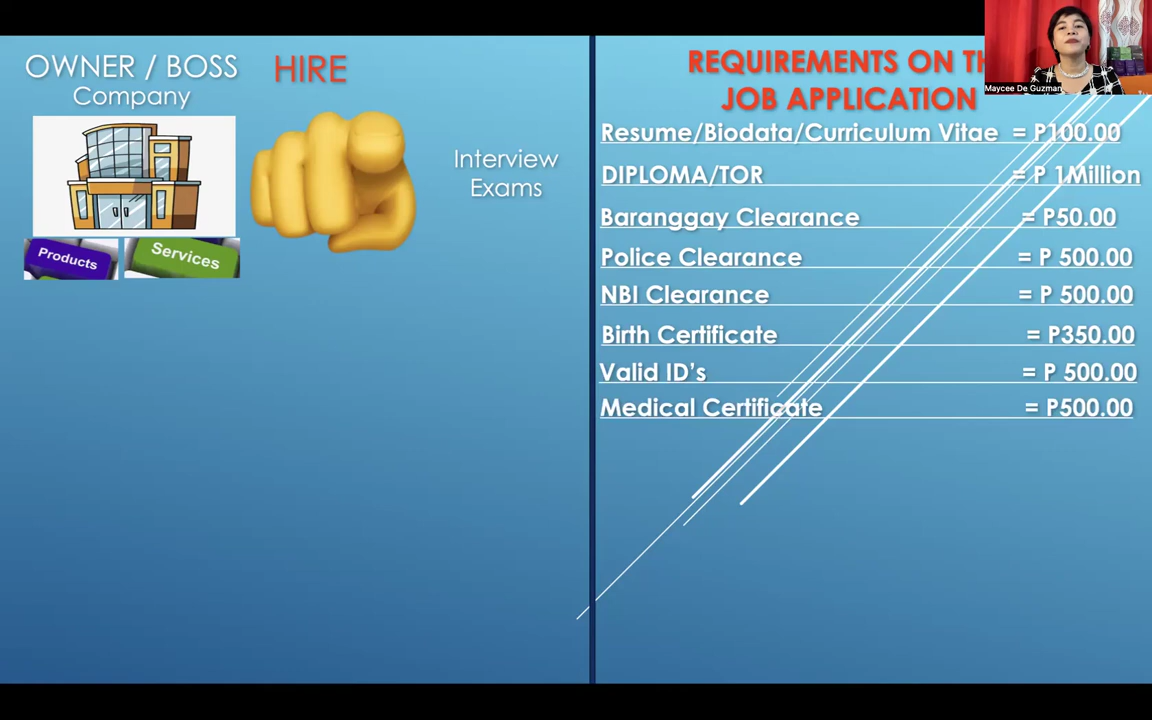 OWNER / BOSS
Company
HIRE
Products
Services
Interview
Exams
REQUIREMENTS ON
JOB APPLICATION
Resume/Biodata/Curriculum Vitae = P100.00
DIPLOMA/TOR = P 1Million
Baranggay Clearance = P50.00
Police Clearance = P 500.00
NBI Clearance = P 500.00
Birth Certificate = P350.00
Valid ID's = P 500.00
Medical Certificate = P500.00
Maycee De Guzman